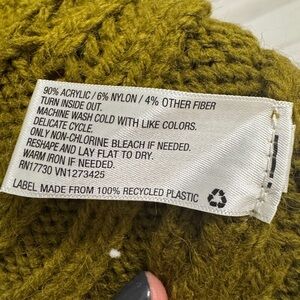 90% ACRYLIC / 6% NYLON / 4% OTHER FIBER
TURN INSIDE OUT.
MACHINE WASH COLD WITH LIKE COLORS.
DELICATE CYCLE.
ONLY NON-CHLORINE BLEACH IF NEEDED.
RESHAPE AND LAY FLAT TO DRY.
WARM IRON IF NEEDED.
RN17730 VN1273425
LABEL MADE FROM 100% RECYCLED PLASTIC